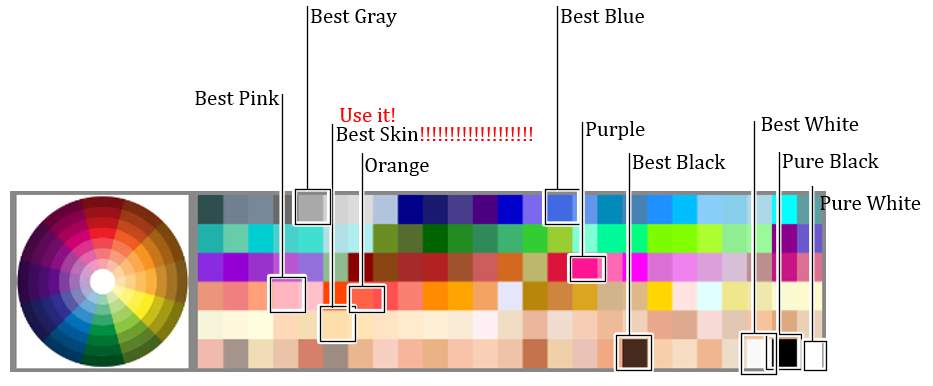 Best Gray
Best Blue
Best Pink
Use it!
Best Skin!!!!!!!!!!!!!!!!!!!
Purple
Best White
Orange
Best Black
Pure Black
Pure White